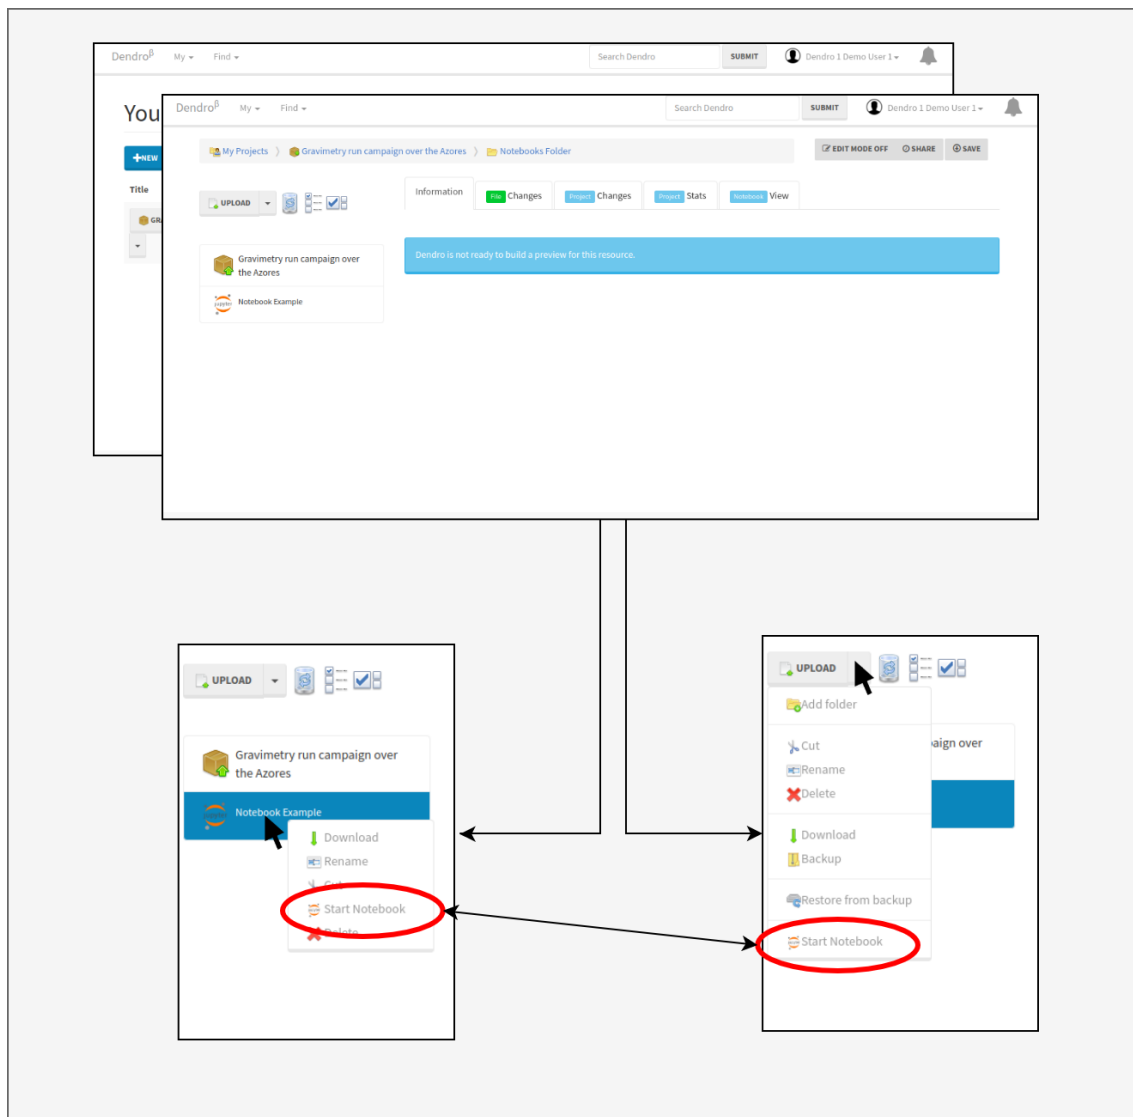 Dendroβ My Find Search Dendro SUBMIT Dendro 1 Demo User 1
You
NEW
Title
GR
Dendroβ My Find Search Dendro SUBMIT Dendro 1 Demo User 1
My Projects Gravimetry run campaign over the Azores Notebooks Folder EDIT MODE OFF SHARE SAVE
UPLOAD
Information File Changes Project Changes Project Stats Notebook View
Dendro is not ready to build a preview for this resource.
Gravimetry run campaign over
the Azores
Notebook Example
UPLOAD
Gravimetry run campaign over
the Azores
Notebook Example
Download
Rename
Cut
Start Notebook
Delete
UPLOAD
Add folder
Cut
aign over
Rename
Delete
Download
Backup
Restore from backup
Start Notebook